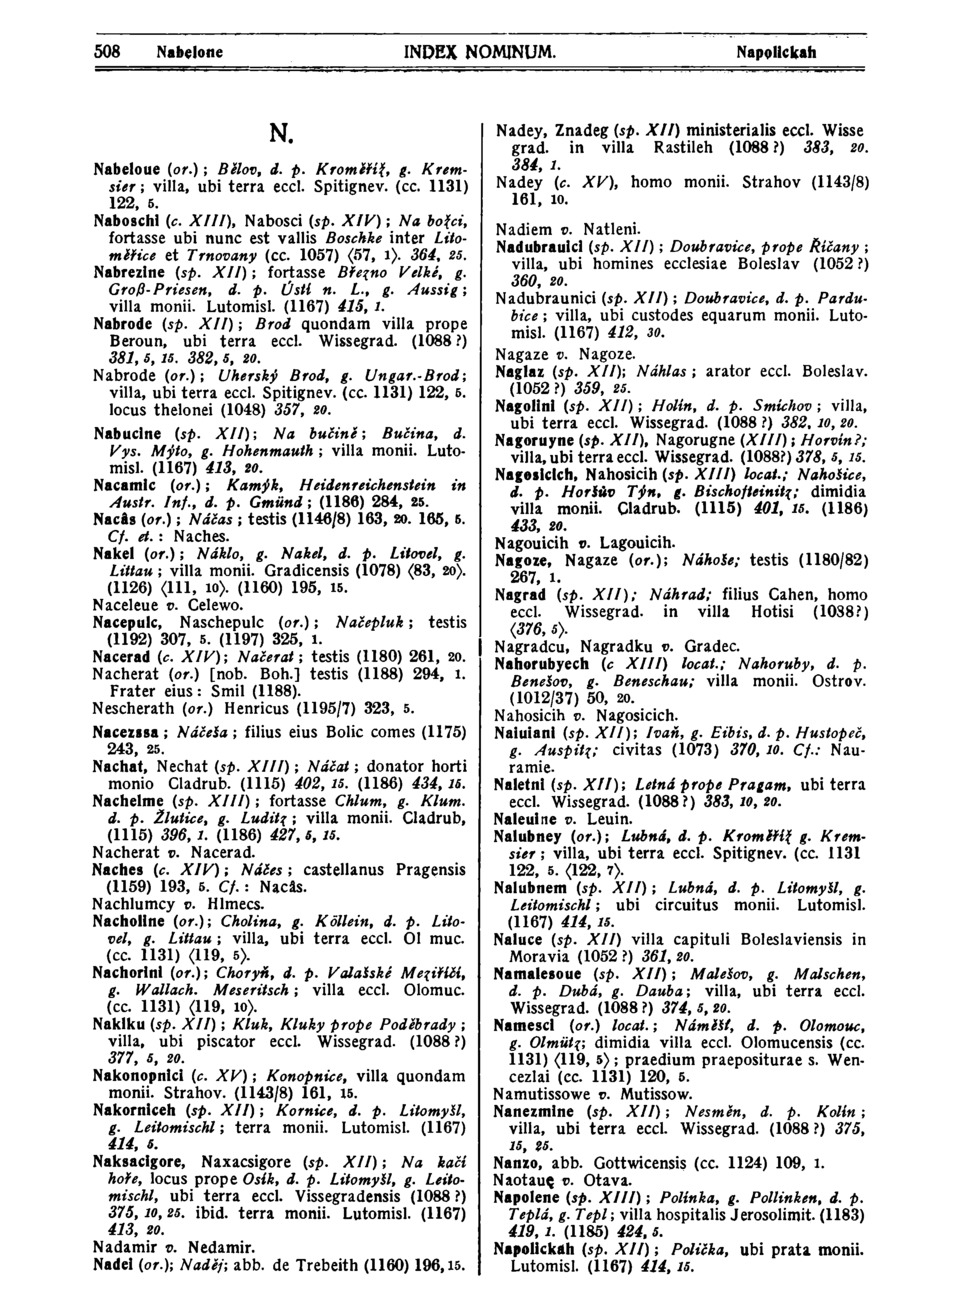 508 Nabelone INDEX NOMINUM. Napolickah
N.
Nabeloue (or.) ; Bělov, d. p. Kroměříž, g. Krem-
sier ; villa, ubi terra eccl. Spitignev. (cc. 1131)
122, 5.
Naboschi (c. XIII), Nabosci (sp. XIV) ; Na božci,
fortasse ubi nunc est vallis Boschke inter Lito-
měřice et Trnovany (cc. 1057) ⟨57, 1⟩. 364, 25.
Nabrezine (sp. XII) ; fortasse Březno Velké, g.
Groß-Priesen, d. p. Ústí n. L., g. Aussig ;
villa monii. Lutomisl. (1167) 415, 1.
Nabrode (sp. XII) ; Brod quondam villa prope
Beroun, ubi terra eccl. Wissegrad. (1088 ?)
381, 5, 15. 382, 5, 20.
Nabrode (or.) ; Uherský Brod, g. Ungar.-Brod;
villa, ubi terra eccl. Spitignev. (cc. 1131) 122, 5.
locus thelonei (1048) 357, 20.
Nabucine (sp. XII); Na bučině ; Bučina, d.
Vys. Mýto, g. Hohenmauth ; villa monii. Luto-
misl. (1167) 413, 20.
Nacamic (or.) ; Kamýk, Heidenreichenstein in
Austr. Inf., d. p. Gmünd ; (1186) 284, 25.
Nacâs (or.) ; Náčas ; testis (1146/8) 163, 20. 165, 5.
Cf. et. : Naches.
Nakel (or.) ; Náklo, g. Nakel, d. p. Litovel, g.
Littau ; villa monii. Gradicensis (1078) ⟨83, 20⟩.
(1126) ⟨111, 10⟩. (1160) 195, 15.
Naceleue v. Celewo.
Nacepulc, Naschepulc (or.) ; Načepluk ; testis
(1192) 307, 5. (1197) 325, 1.
Nacerad (c. XIV); Načerat ; testis (1180) 261, 20.
Nacherat (or.) [nob. Boh.] testis (1188) 294, 1.
Frater eius : Smil (1188).
Nescherath (or.) Henricus (1195/7) 323, 5.
Nacezssa ; Náčeša ; filius eius Bolic comes (1175)
243, 25.
Nachat, Nechat (sp. XIII) ; Náčat ; donator horti
monio Cladrub. (1115) 402, 15. (1186) 434, 15.
Nachelme (sp. XIII) ; fortasse Chlum, g. Klum.
d. p. Žlutice, g. Luditz ; villa monii. Cladrub,
(1115) 396, 1. (1186) 427, 5, 15.
Nacherat v. Nacerad.
Naches (c. XIV) ; Náčes ; castellanus Pragensis
(1159) 193, 5. Cf. : Nacâs.
Nachlumcy v. Hlmecs.
Nacholine (or.); Cholina, g. Köllein, d. p. Lito-
vel, g. Littau ; villa, ubi terra eccl. Ol muc.
(cc. 1131) ⟨119, 5⟩.
Nachorini (or.); Choryň, d. p. Valašské Meziříčí,
g. Wallach. Meseritsch ; villa eccl. Olomuc.
(cc. 1131) ⟨119, 10⟩.
Naklku (sp. XII) ; Kluk, Kluky prope Poděbrady ;
villa, ubi piscator eccl. Wissegrad. (1088 ?)
377, 5, 20.
Nakonopnici (c. XV) ; Konopnice, villa quondam
monii. Strahov. (1143/8) 161, 15.
Nakorniceh (sp. XII) ; Kornice, d. p. Litomyšl,
g. Leitomischl ; terra monii. Lutomisl. (1167)
414, 5.
Naksacigore, Naxacsigore (sp. XII) ; Na kačí
hoře, locus prope Osík, d. p. Litomyšl, g. Leito-
mischl, ubi terra eccl. Vissegradensis (1088 ?)
375, 10, 25. ibid. terra monii. Lutomisl. (1167)
413, 20.
Nadamir v. Nedamir.
Nadei (or.); Naděj; abb. de Trebeith (1160) 196, 15.
Nadey, Znadeg (sp. XII) ministerialis eccl. Wisse
grad. in villa Rastileh (1088 ?) 383, 20.
384, 1.
Nadey (c. XV), homo monii. Strahov (1143/8)
161, 10.
Nadiem v. Natleni.
Nadubrauici (sp. XII) ; Doubravice, prope Řičany ;
villa, ubi homines ecclesiae Boleslav (1052 ?)
360, 20.
Nadubraunici (sp. XII) ; Doubravice, d. p. Pardu-
bice ; villa, ubi custodes equarum monii. Luto-
misl. (1167) 412, 30.
Nagaze v. Nagoze.
Naglaz (sp. XII); Náhlas ; arator eccl. Boleslav.
(1052 ?) 359, 25.
Nagolini (sp. XII) ; Holín, d. p. Smíchov ; villa,
ubi terra eccl. Wissegrad. (1088 ?) 382, 10, 20.
Nagoruyne (sp. XII), Nagorugne (XIII) ; Horvín ?;
villa, ubi terra eccl. Wissegrad. (1088?) 378, 5, 15.
Nagosicich, Nahosicih (sp. XIII) locat.; Nahošice,
d. p. Horšův Týn, g. Bischofteinitz; dimidia
villa monii. Cladrub. (1115) 401, 15. (1186)
433, 20.
Nagouicih v. Lagouicih.
Nagoze, Nagaze (or.); Náhoše; testis (1180/82)
267, 1.
Nagrad (sp. XII); Náhrad; filius Cahen, homo
eccl. Wissegrad. in villa Hotisi (1088?)
⟨376, 5⟩.
Nagradcu, Nagradku v. Gradec.
Nahorubyech (c XIII) locat.; Nahoruby, d. p.
Benešov, g. Beneschau; villa monii. Ostrov.
(1012/37) 50, 20.
Nahosicih v. Nagosicich.
Naiuiani (sp. XII); Ivaň, g. Eibis, d. p. Hustopeč,
g. Auspitz; civitas (1073) 370, 10. Cf.: Nau-
ramie.
Naletni (sp. XII); Letná prope Pragam, ubi terra
eccl. Wissegrad. (1088 ?) 383, 10, 20.
Naleuine v. Leuin.
Nalubney (or.); Lubná, d. p. Kroměříž g. Krem-
sier ; villa, ubi terra eccl. Spitignev. (cc. 1131
122, 5. ⟨122, 7⟩.
Nalubnem (sp. XII) ; Lubná, d. p. Litomyšl, g.
Leitomischl ; ubi circuitus monii. Lutomisl.
(1167) 414, 15.
Naluce (sp. XII) villa capituli Boleslaviensis in
Moravia (1052 ?) 361, 20.
Namalesoue (sp. XII) ; Malešov, g. Malschen,
d. p. Dubá, g. Dauba; villa, ubi terra eccl.
Wissegrad. (1088 ?) 374, 5, 20.
Namesci (or.) locat. ; Náměšť, d. p. Olomouc,
g. Olmütz; dimidia villa eccl. Olomucensis (cc.
1131) ⟨119, 5⟩ ; praedium praepositurae s. Wen-
cezlai (cc. 1131) 120, 5.
Namutissowe v. Mutissow.
Nanezmine (sp. XII) ; Nesměn, d. p. Kolín ;
villa, ubi terra eccl. Wissegrad. (1088 ?) 375,
15, 25.
Nanzo, abb. Gottwicensis (cc. 1124) 109, 1.
Naotauę v. Otava.
Napolene (sp. XIII) ; Polínka, g. Pollinken, d. p.
Teplá, g. Tepl ; villa hospitalis Jerosolimit. (1183)
419, 1. (1185) 424, 5.
Napolickah (sp. XII) ; Polička, ubi prata monii.
Lutomisl. (1167) 414, 15.